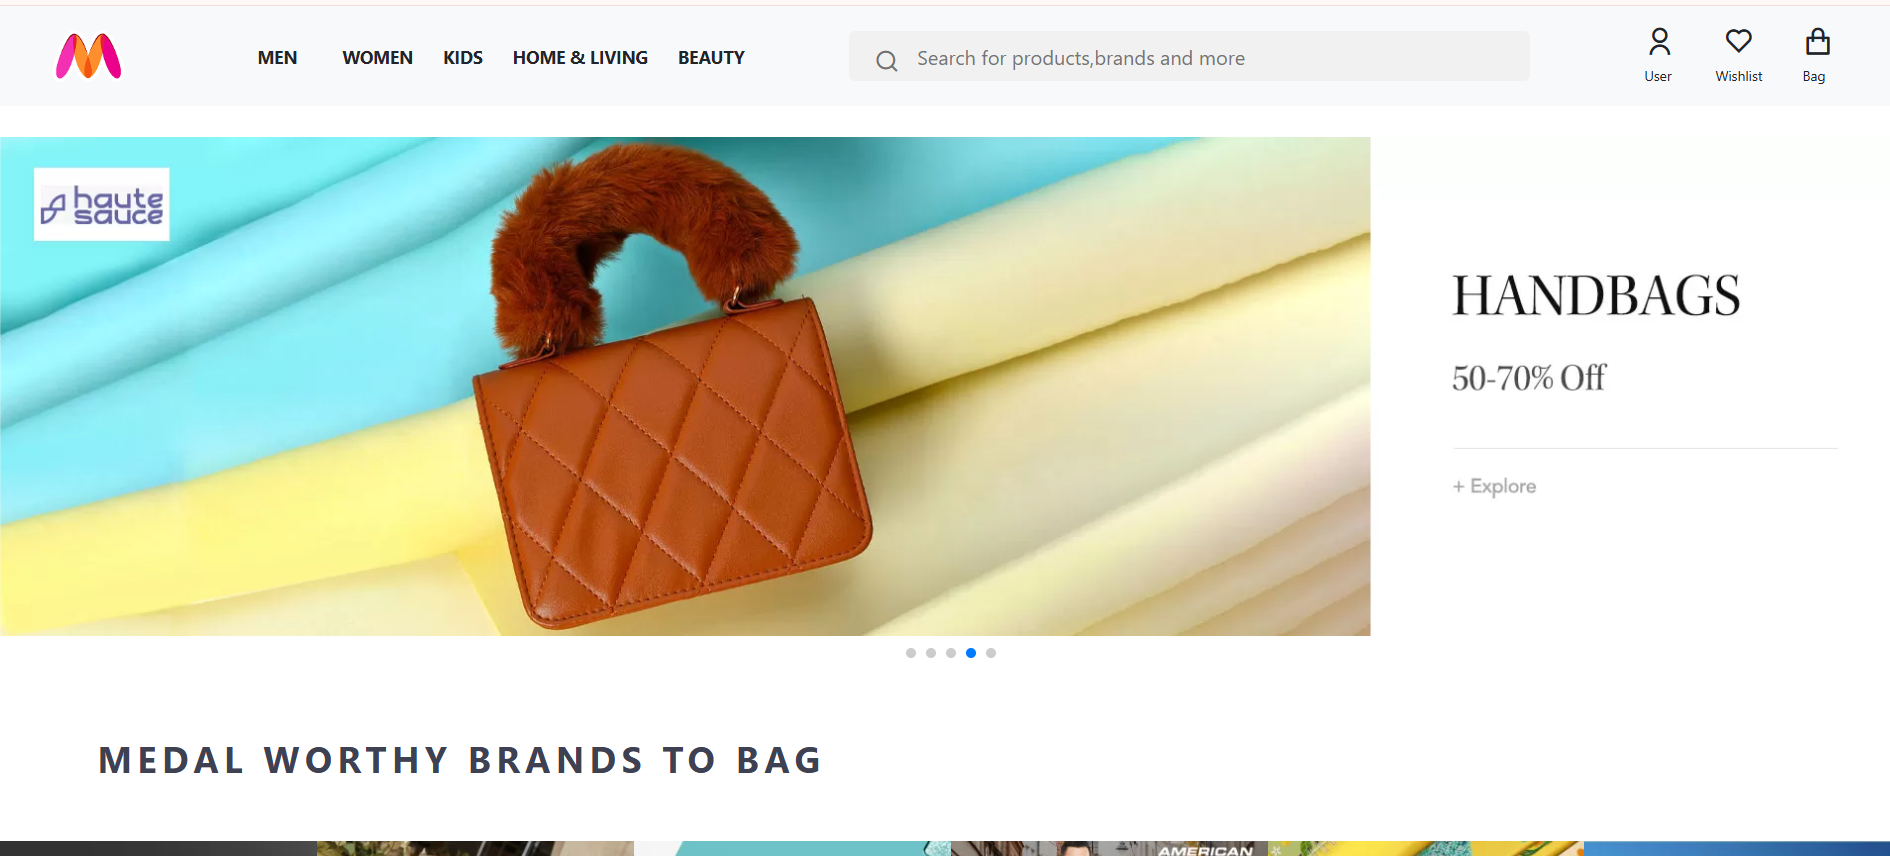 MEN WOMEN KIDS HOME & LIVING BEAUTY
Search for products,brands and more
User Wishlist Bag
haute
sauce
HANDBAGS
50-70% Off
+ Explore
MEDAL WORTHY BRANDS TO BAG
AMERICAN